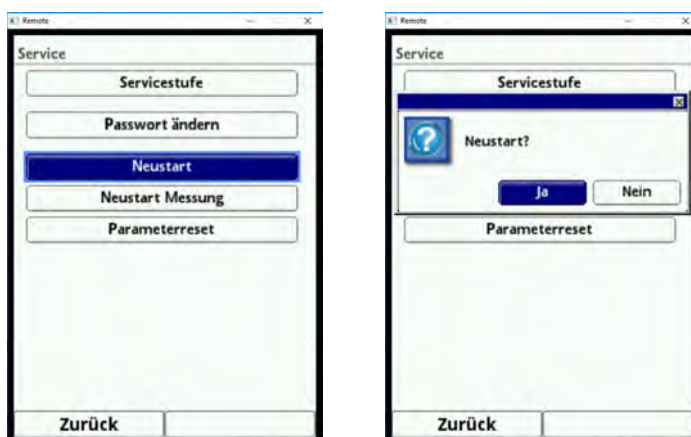 Remote
Service
Servicestufe
Passwort ändern
Neustart
Neustart Messung
Parameterreset
Zurück
Remote
Service
Servicestufe
Neustart?
Ja
Nein
Parameterreset
Zurück